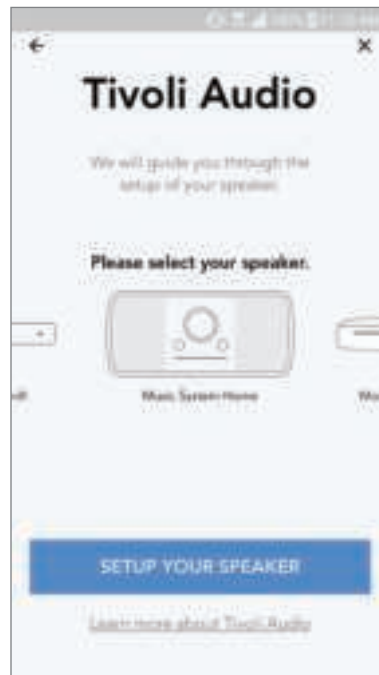 Tivoli Audio
We will guide you through the
setup of your speaker.
Please select your speaker.
Music System Home
SETUP YOUR SPEAKER
Learn more about Tivoli Audio